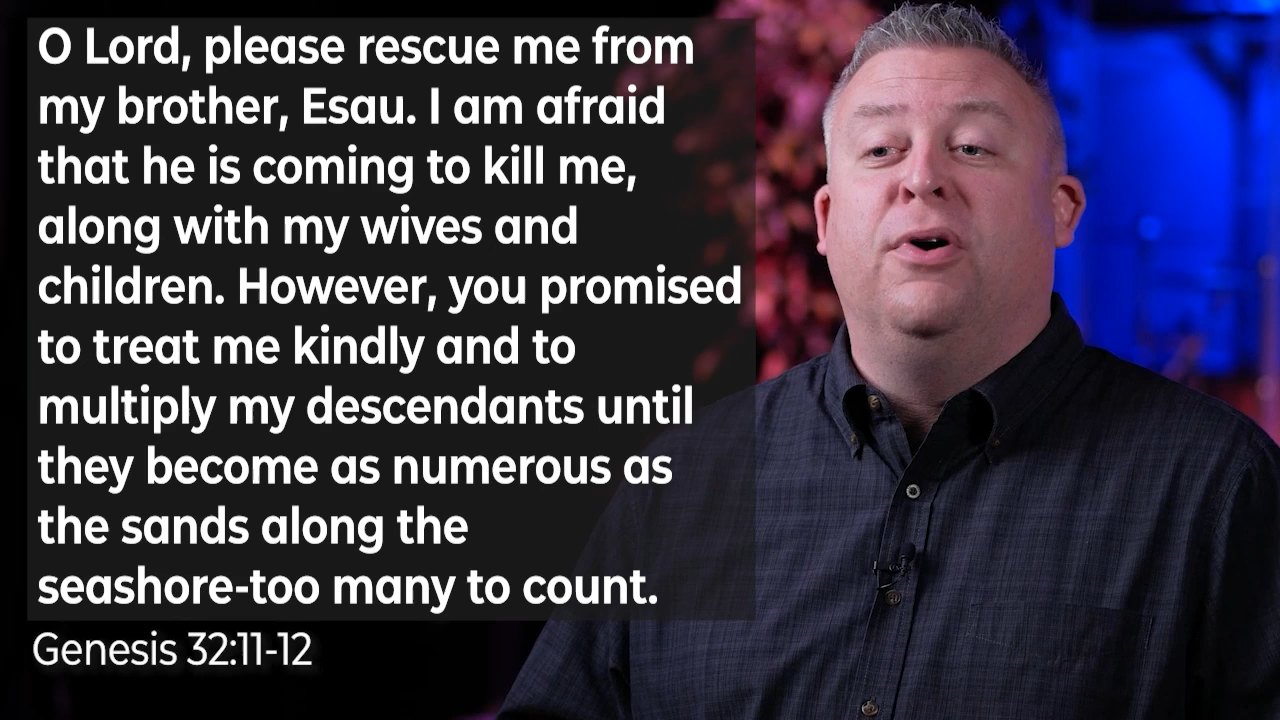 O Lord, please rescue me from
my brother, Esau. I am afraid
that he is coming to kill me,
along with my wives and
children. However, you promised
to treat me kindly and to
multiply my descendants until
they become as numerous as
the sands along the
seashore-too many to count.
Genesis 32:11-12